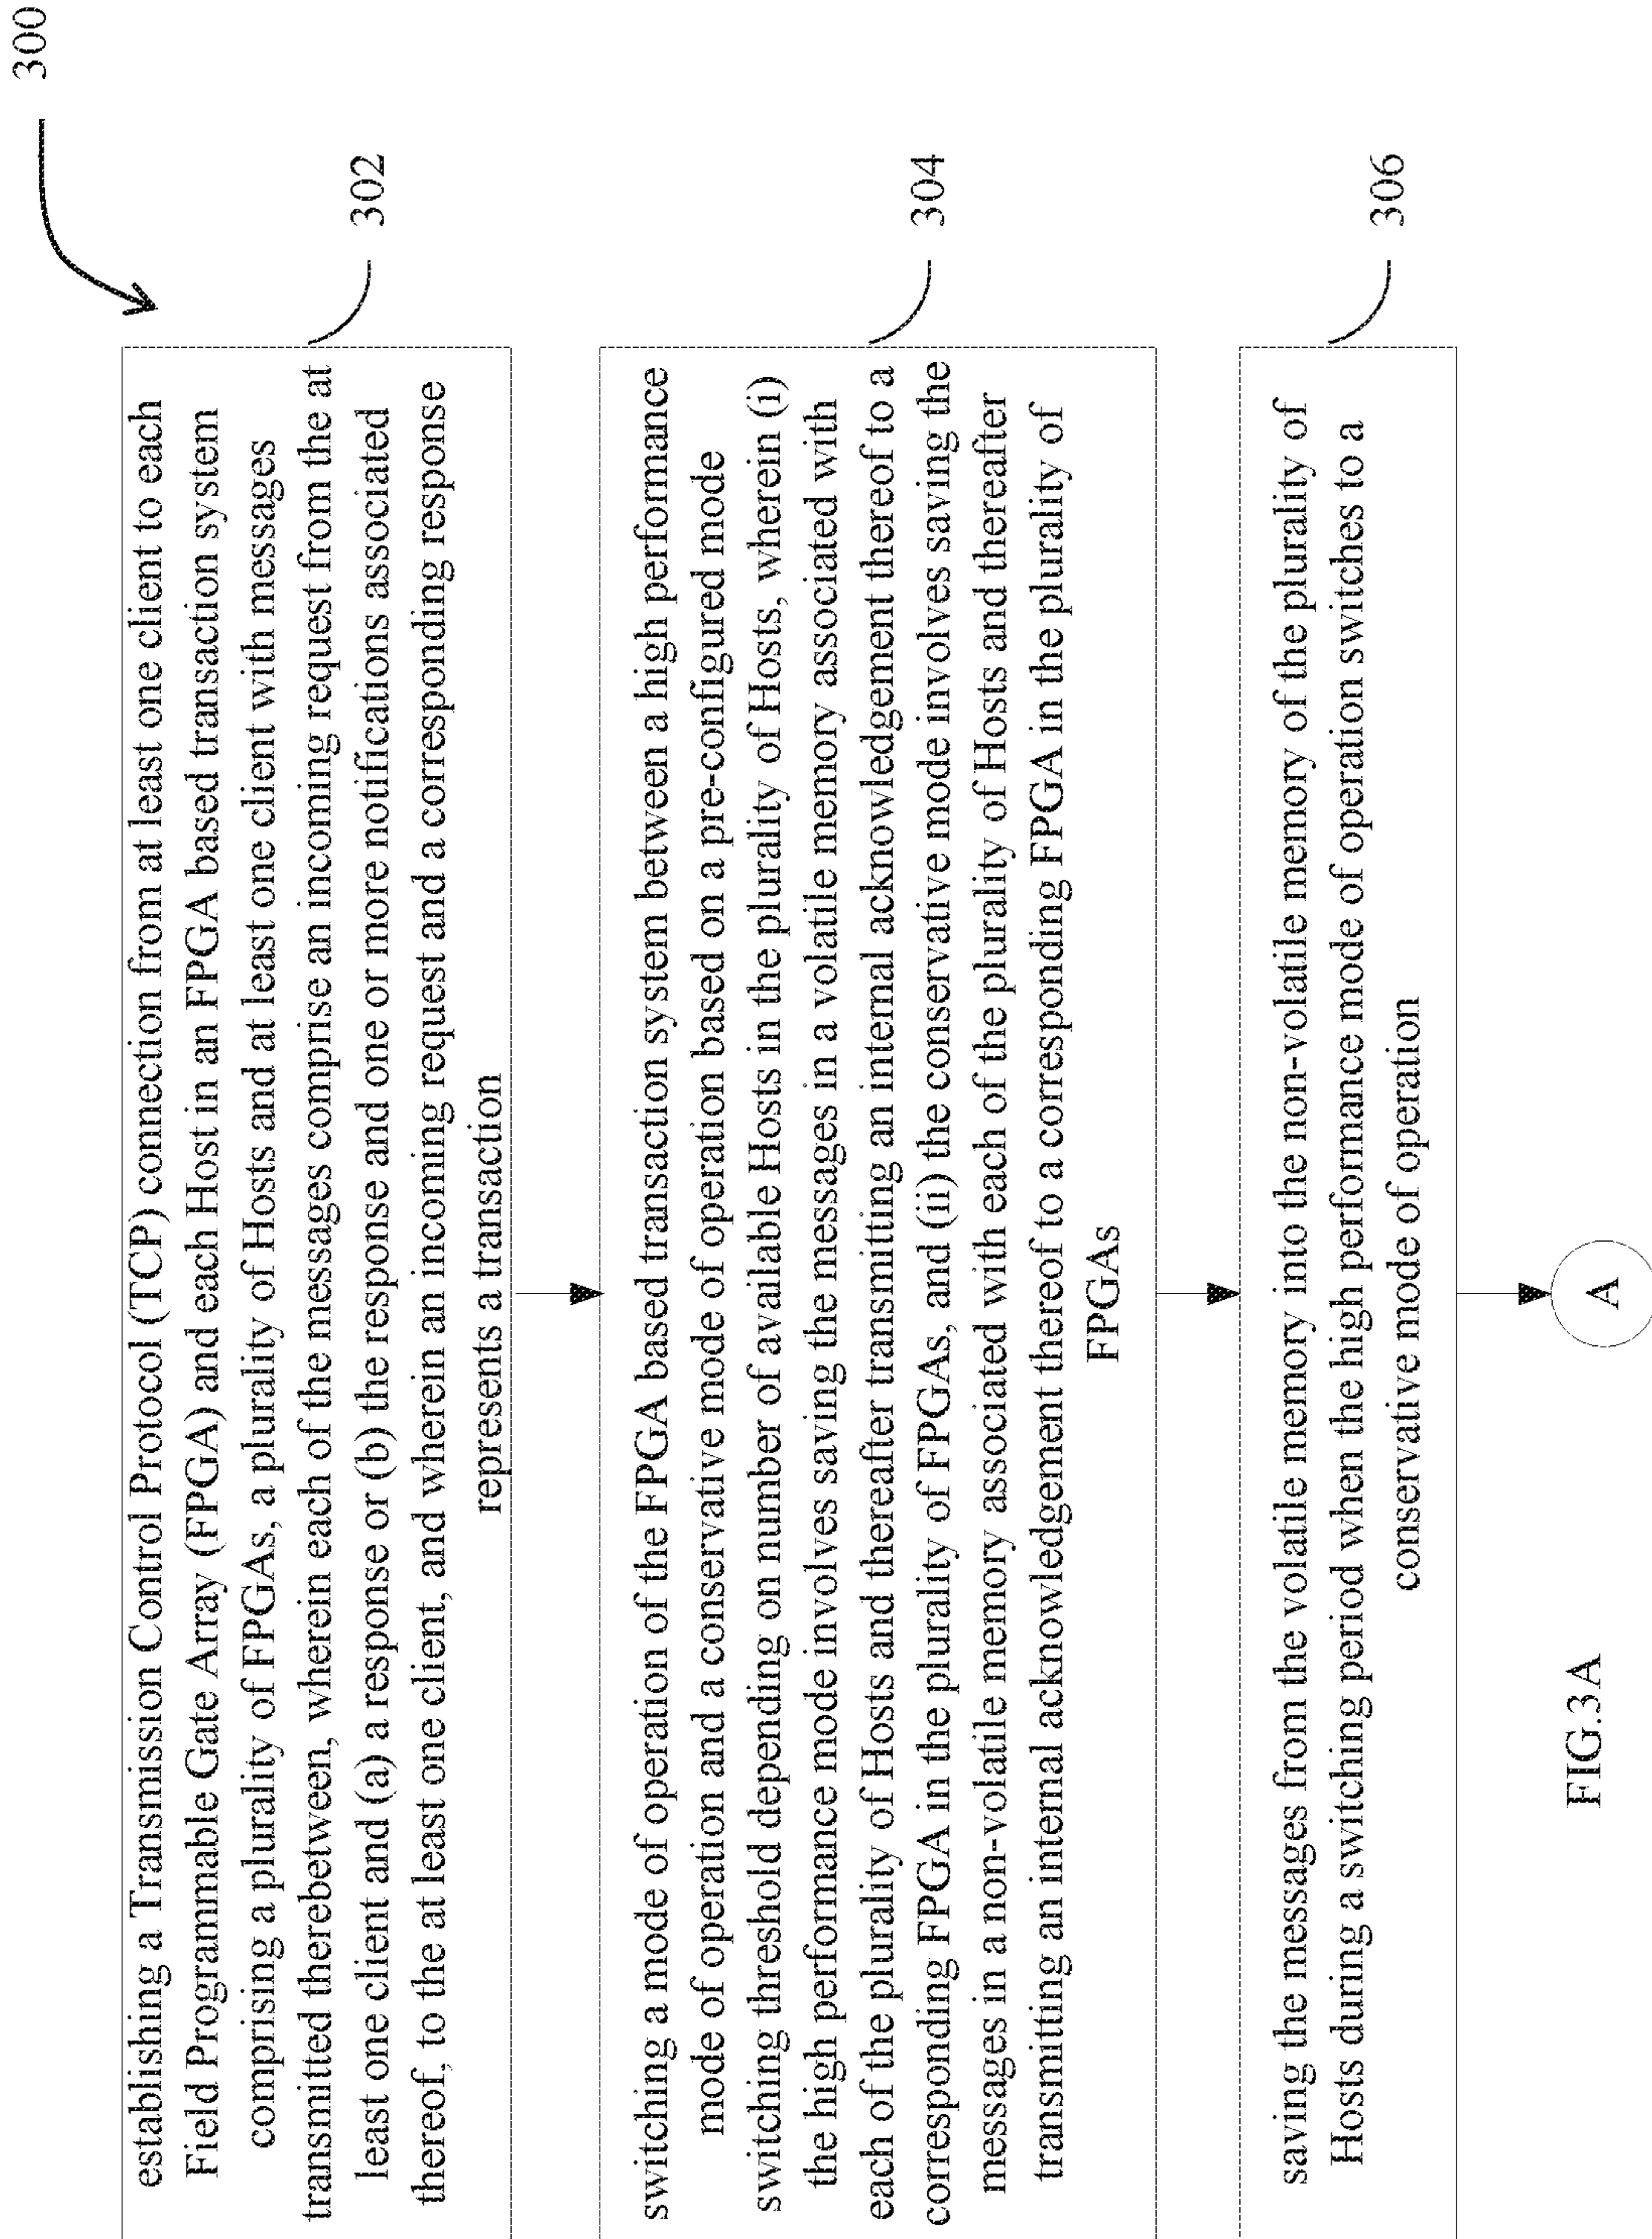 300
establishing a Transmission Control Protocol (TCP) connection from at least one client to each
Field Programmable Gate Array (FPGA) and each Host in an FPGA based transaction system
comprising a plurality of FPGAs, a plurality of Hosts and at least one client with messages
transmitted therebetween, wherein each of the messages comprise an incoming request from the at
least one client and (a) a response or (b) the response and one or more notifications associated
thereof, to the at least one client, and wherein an incoming request and a corresponding response
represents a transaction
302
switching a mode of operation of the FPGA based transaction system between a high performance
mode of operation and a conservative mode of operation based on a pre-configured mode
switching threshold depending on number of available Hosts in the plurality of Hosts, wherein (i)
the high performance mode involves saving the messages in a volatile memory associated with
each of the plurality of Hosts and thereafter transmitting an internal acknowledgement thereof to a
corresponding FPGA in the plurality of FPGAs, and (ii) the conservative mode involves saving the
messages in a non-volatile memory associated with each of the plurality of Hosts and thereafter
transmitting an internal acknowledgement thereof to a corresponding FPGA in the plurality of
FPGAs
304
saving the messages from the volatile memory into the non-volatile memory of the plurality of
Hosts during a switching period when the high performance mode of operation switches to a
conservative mode of operation
306
A
FIG.3A